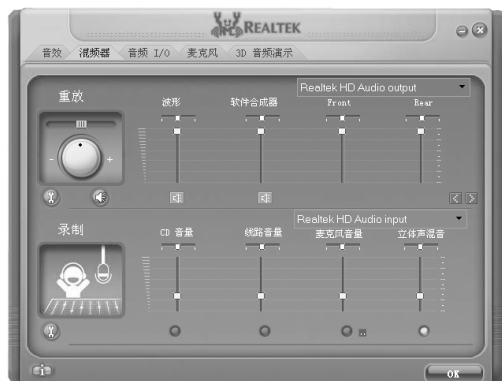 REALTEK
音效 混频器 音频 I/O 麦克风 3D 音频演示
重放
Realtek HD Audio output
波形 软件合成器 Front Rear
- +
录制
Realtek HD Audio input
CD 音量 线路音量 麦克风音量 立体声混音
OK